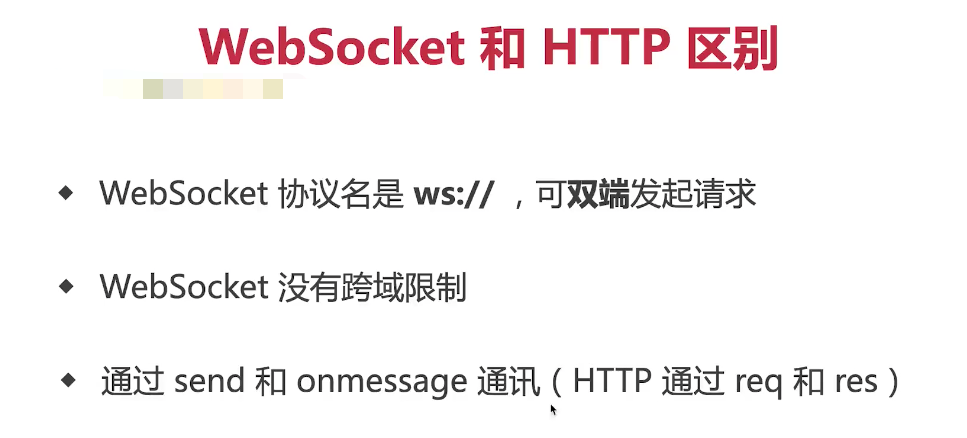 WebSocket 和 HTTP 区别
◆ WebSocket 协议名是 ws:// ，可双端发起请求
◆ WebSocket 没有跨域限制
◆ 通过 send 和 onmessage 通讯（HTTP 通过 req 和 res）